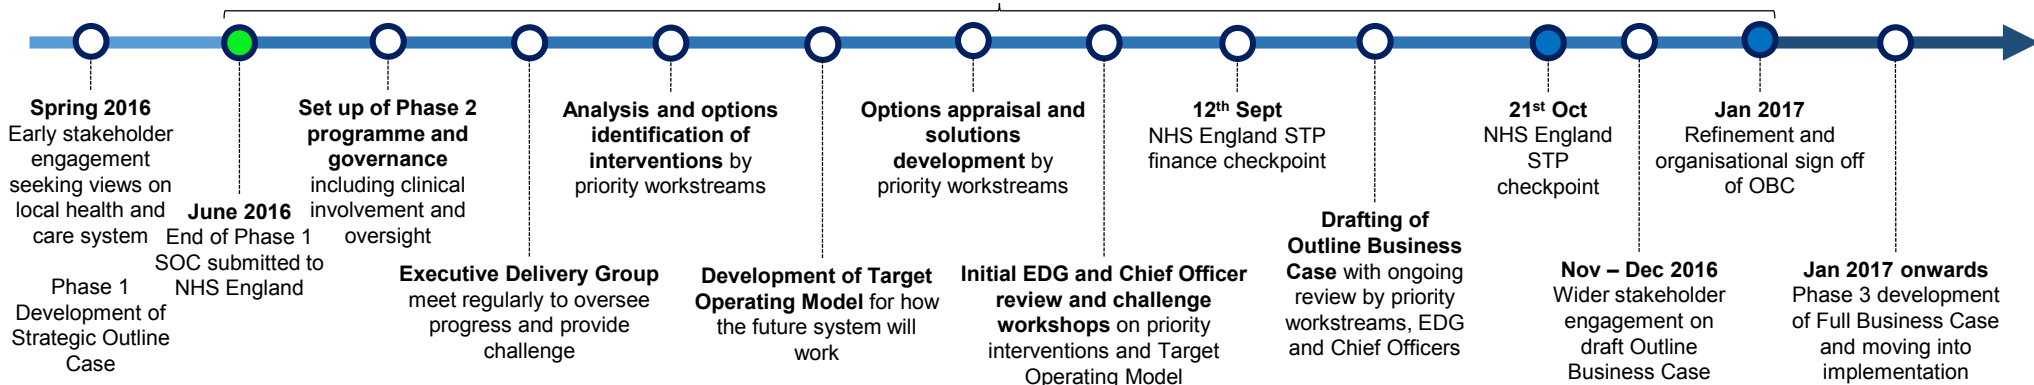 Spring 2016
Early stakeholder
engagement
seeking views on
local health and
care system
Phase 1
Development of
Strategic Outline
Case
June 2016
End of Phase 1
SOC submitted to
NHS England
Set up of Phase 2
programme and
governance
including clinical
involvement and
oversight
Executive Delivery Group
meet regularly to oversee
progress and provide
challenge
Analysis and options
identification of
interventions by
priority workstreams
Development of Target
Operating Model for how
the future system will
work
Options appraisal and
solutions
development by
priority workstreams
Initial EDG and Chief Officer
review and challenge
workshops on priority
interventions and Target
Operating Model
12th Sept
NHS England STP
finance checkpoint
Drafting of
Outline Business
Case with ongoing
review by priority
workstreams, EDG
and Chief Officers
21st Oct
NHS England
STP
checkpoint
Nov – Dec 2016
Wider stakeholder
engagement on
draft Outline
Business Case
Jan 2017
Refinement and
organisational sign off
of OBC
Jan 2017 onwards
Phase 3 development
of Full Business Case
and moving into
implementation